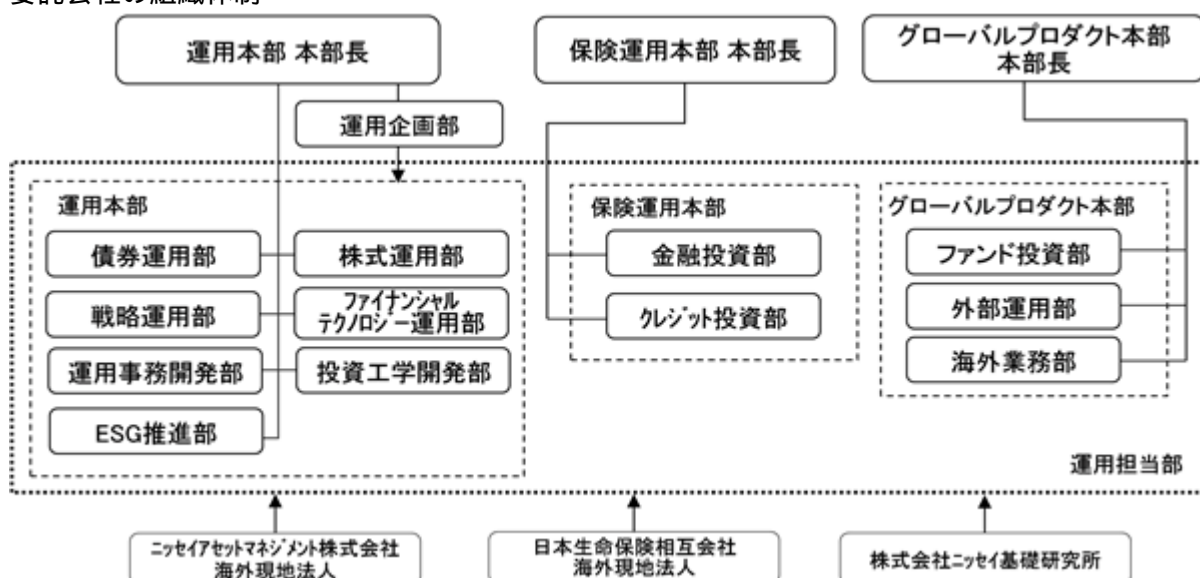 委託会社の組織体制
運用本部 本部長
保険運用本部 本部長
グローバルプロダクト本部
本部長
運用企画部
運用本部
債券運用部
株式運用部
戦略運用部
ファイナンシャル
テクノロジー運用部
運用事務開発部
投資工学開発部
ESG推進部
保険運用本部
金融投資部
クレジット投資部
グローバルプロダクト本部
ファンド投資部
外部運用部
海外業務部
運用担当部
ニッセイアセットマネジメント株式会社
海外現地法人
日本生命保険相互会社
海外現地法人
株式会社ニッセイ基礎研究所